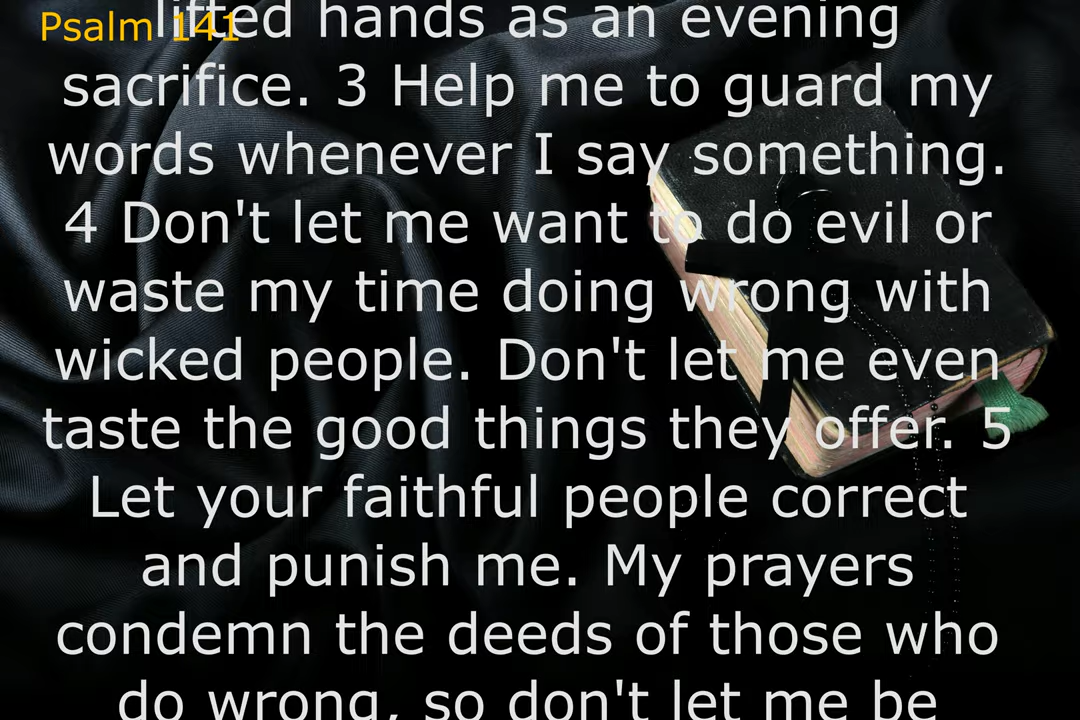 Psalm 141
lifted hands as an evening
sacrifice. 3 Help me to guard my
words whenever I say something.
4 Don't let me want to do evil or
waste my time doing wrong with
wicked people. Don't let me even
taste the good things they offer. 5
Let your faithful people correct
and punish me. My prayers
condemn the deeds of those who
do wrong, so don't let me be